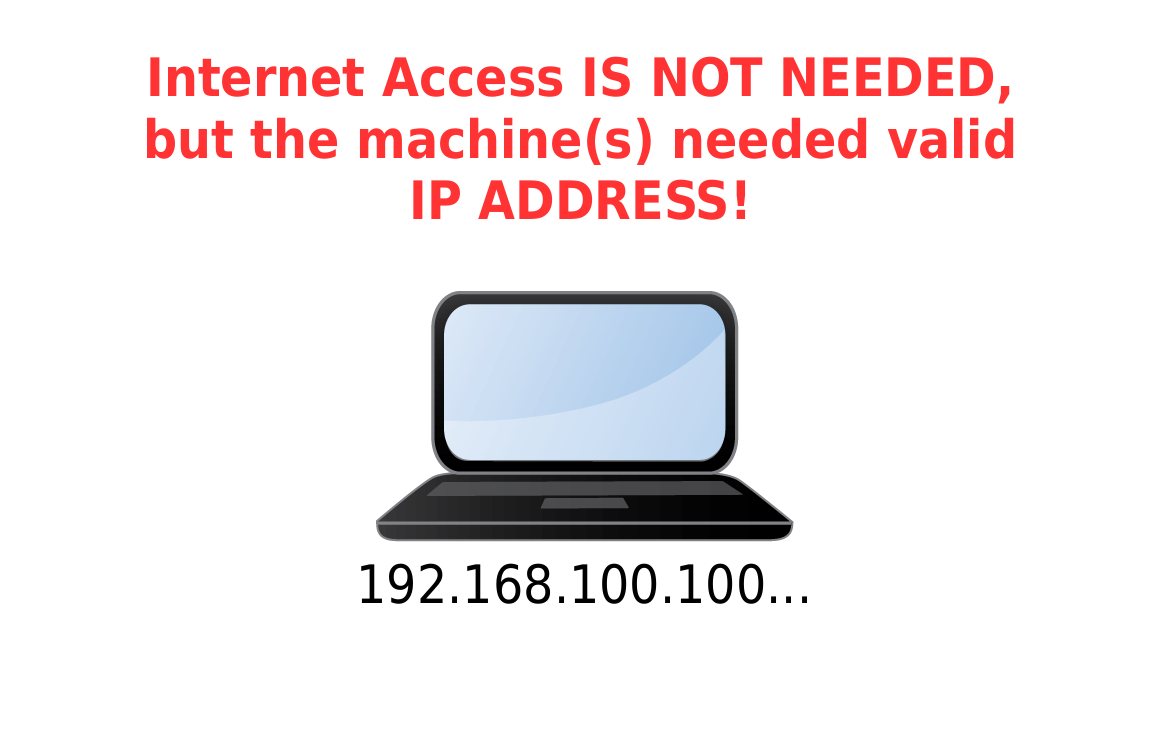 Internet Access IS NOT NEEDED,
but the machine(s) needed valid
IP ADDRESS!
192.168.100.100...